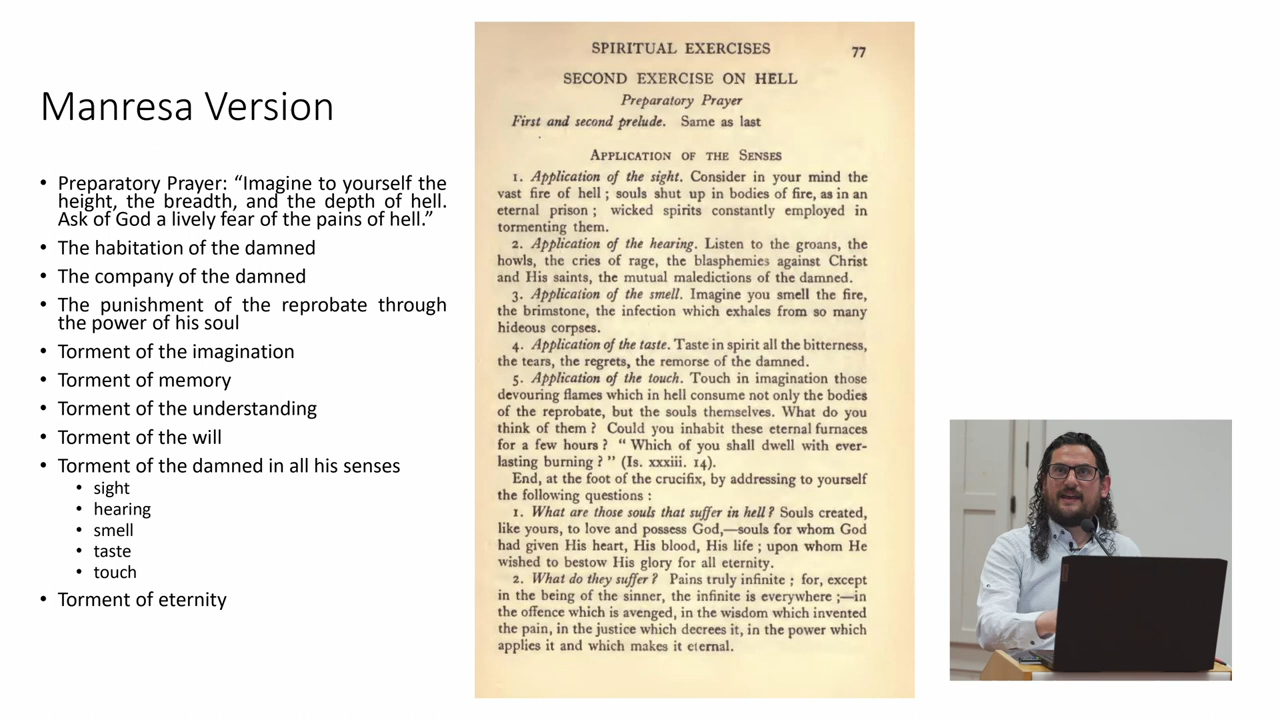 Manresa Version
• Preparatory Prayer: “Imagine to yourself the
height, the breadth, and the depth of hell.
Ask of God a lively fear of the pains of hell.”
• The habitation of the damned
• The company of the damned
• The punishment of the reprobate through
the power of his soul
• Torment of the imagination
• Torment of memory
• Torment of the understanding
• Torment of the will
• Torment of the damned in all his senses
• sight
• hearing
• smell
• taste
• touch
• Torment of eternity
SPIRITUAL EXERCISES 77
SECOND EXERCISE ON HELL
Preparatory Prayer
First and second prelude. Same as last
APPLICATION OF THE SENSES
1. Application of the sight. Consider in your mind the
vast fire of hell ; souls shut up in bodies of fire, as in an
eternal prison ; wicked spirits constantly employed in
tormenting them.
2. Application of the hearing. Listen to the groans, the
howls, the cries of rage, the blasphemies against Christ
and His saints, the mutual maledictions of the damned.
3. Application of the smell. Imagine you smell the fire,
the brimstone, the infection which exhales from so many
hideous corpses.
4. Application of the taste. Taste in spirit all the bitterness,
the tears, the regrets, the remorse of the damned.
5. Application of the touch. Touch in imagination those
devouring flames which in hell consume not only the bodies
of the reprobate, but the souls themselves. What do you
think of them ? Could you inhabit these eternal furnaces
for a few hours ? “ Which of you shall dwell with ever-
lasting burning ? ” (Is. xxxiii. 14).
End, at the foot of the crucifix, by addressing to yourself
the following questions :
1. What are those souls that suffer in hell ? Souls created,
like yours, to love and possess God,—souls for whom God
had given His heart, His blood, His life ; upon whom He
wished to bestow His glory for all eternity.
2. What do they suffer ? Pains truly infinite ; for, except
in the being of the sinner, the infinite is everywhere ;—in
the offence which is avenged, in the wisdom which invented
the pain, in the justice which decrees it, in the power which
applies it and which makes it eternal.